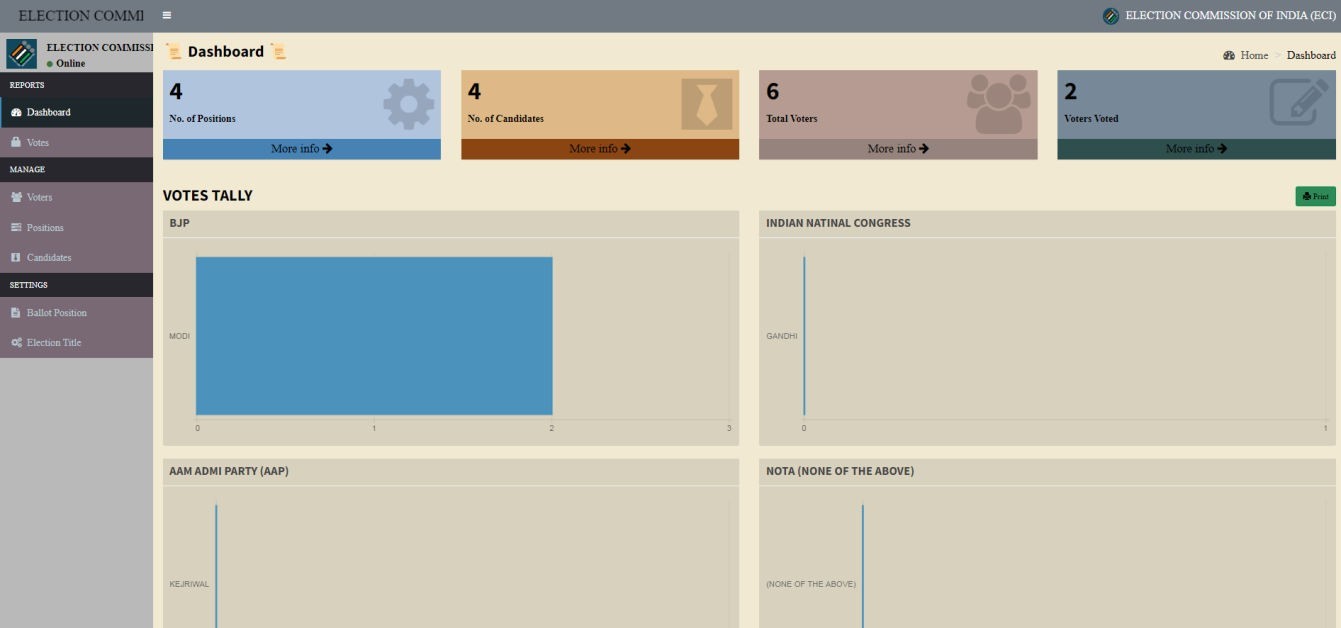 ELECTION COMMI
ELECTION COMMISSION OF INDIA (ECI)
ELECTION COMMISSI
Online
REPORTS
Dashboard
Votes
MANAGE
Voters
Positions
Candidates
SETTINGS
Ballot Position
Election Title
Dashboard
Home > Dashboard
4
No. of Positions
More info
4
No. of Candidates
More info
6
Total Voters
More info
2
Voters Voted
More info
VOTES TALLY
Print
BJP
MODI
0 1 2 3
INDIAN NATINAL CONGRESS
GANDHI
0 1
AAM ADMI PARTY (AAP)
KEJRIWAL
NOTA (NONE OF THE ABOVE)
(NONE OF THE ABOVE)